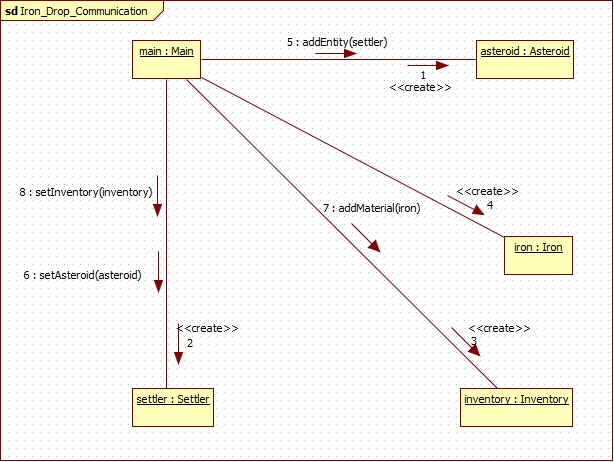 sd Iron_Drop_Communication
5 : addEntity(settler)
main : Main
asteroid : Asteroid
1
<<create>>
8 : setInventory(inventory)
<<create>>
4
7 : addMaterial(iron)
iron : Iron
6 : setAsteroid(asteroid)
<<create>>
2
<<create>>
3
settler : Settler
inventory : Inventory